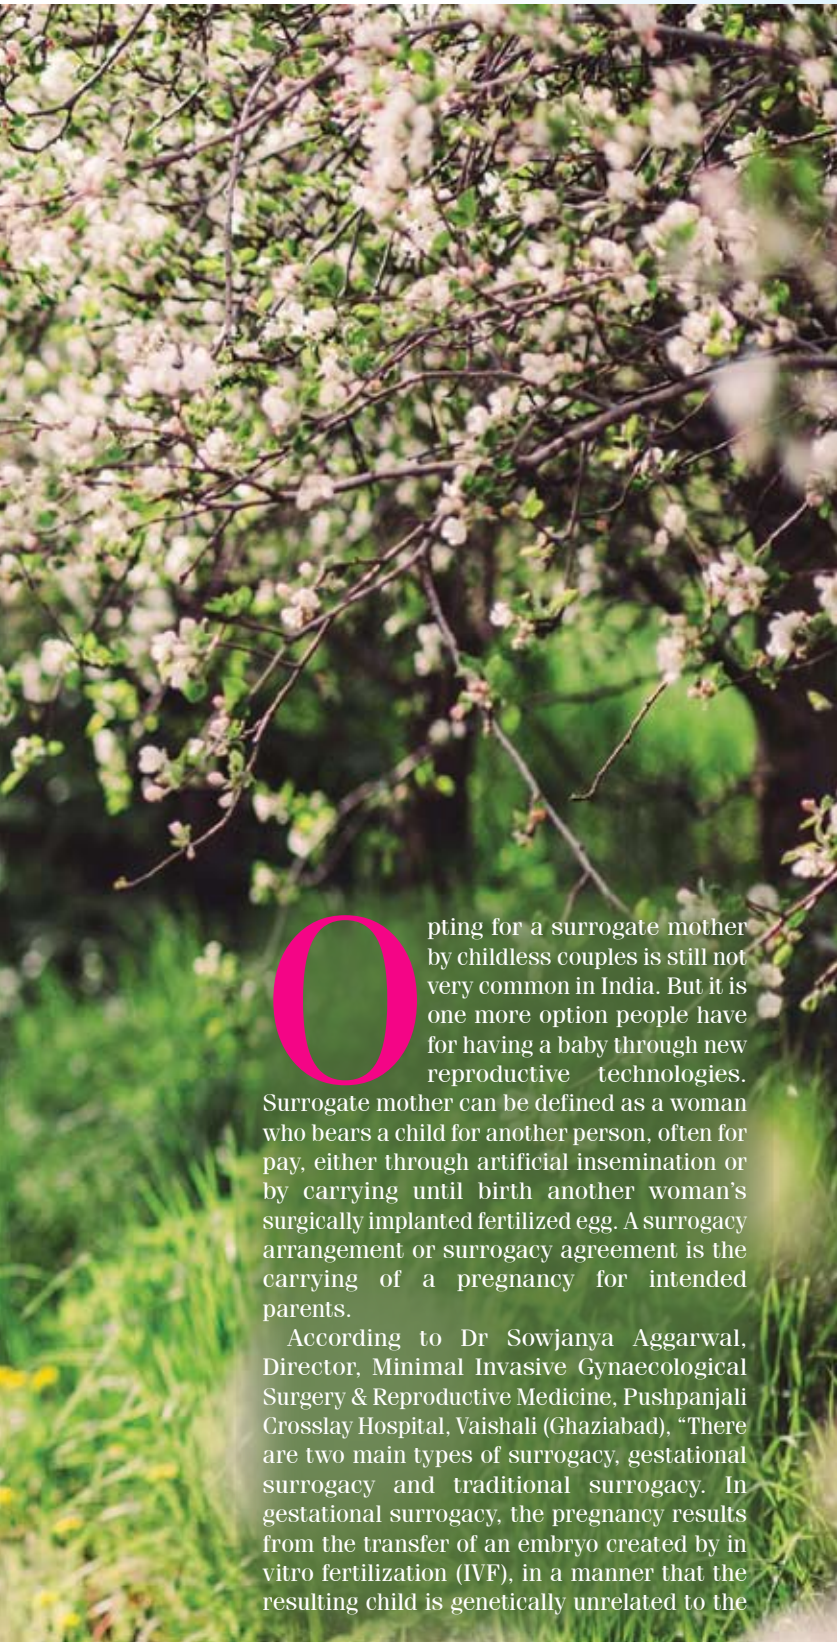 Opting for a surrogate mother
by childless couples is still not
very common in India. But it is
one more option people have
for having a baby through new
reproductive technologies.
Surrogate mother can be defined as a woman
who bears a child for another person, often for
pay, either through artificial insemination or
by carrying until birth another woman’s
surgically implanted fertilized egg. A surrogacy
arrangement or surrogacy agreement is the
carrying of a pregnancy for intended
parents.
According to Dr Sowjanya Aggarwal,
Director, Minimal Invasive Gynaecological
Surgery & Reproductive Medicine, Pushpanjali
Crosslay Hospital, Vaishali (Ghaziabad), “There
are two main types of surrogacy, gestational
surrogacy and traditional surrogacy. In
gestational surrogacy, the pregnancy results
from the transfer of an embryo created by in
vitro fertilization (IVF), in a manner that the
resulting child is genetically unrelated to the